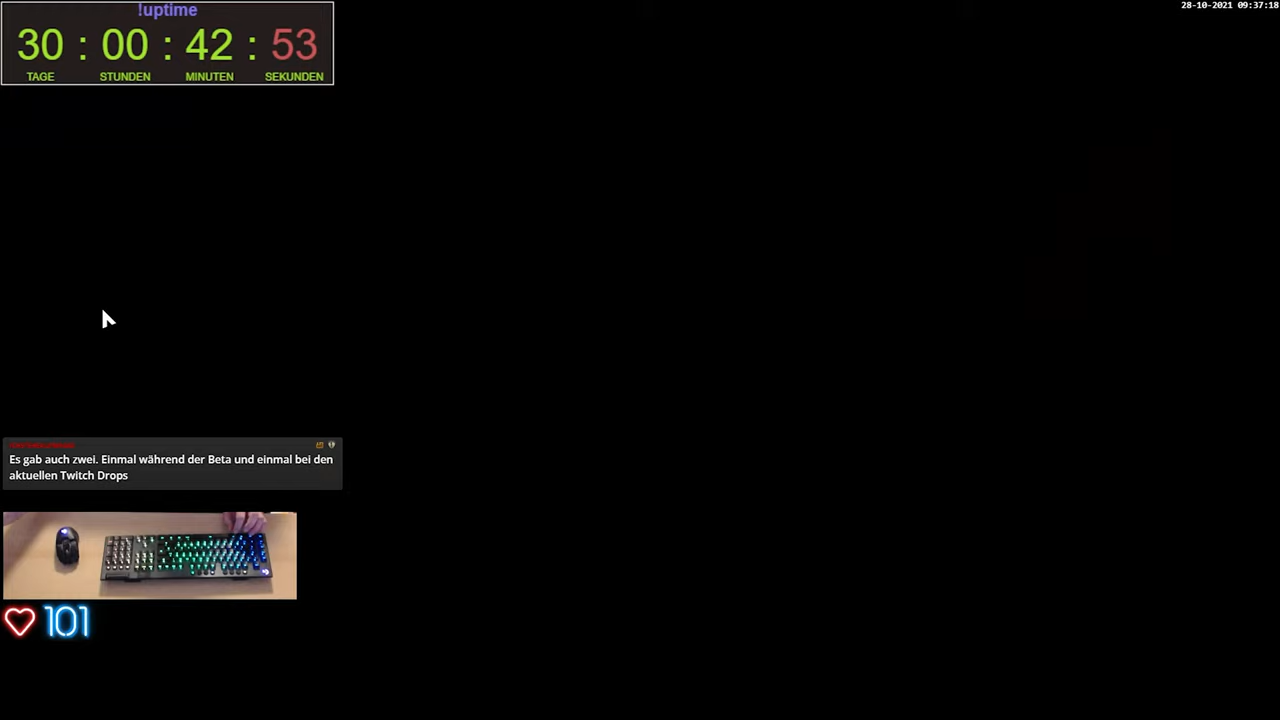 !uptime
28-10-2021 09:37:18
30 : 00 : 42 : 53
TAGE STUNDEN MINUTEN SEKUNDEN
Es gab auch zwei. Einmal während der Beta und einmal bei den
aktuellen Twitch Drops
101